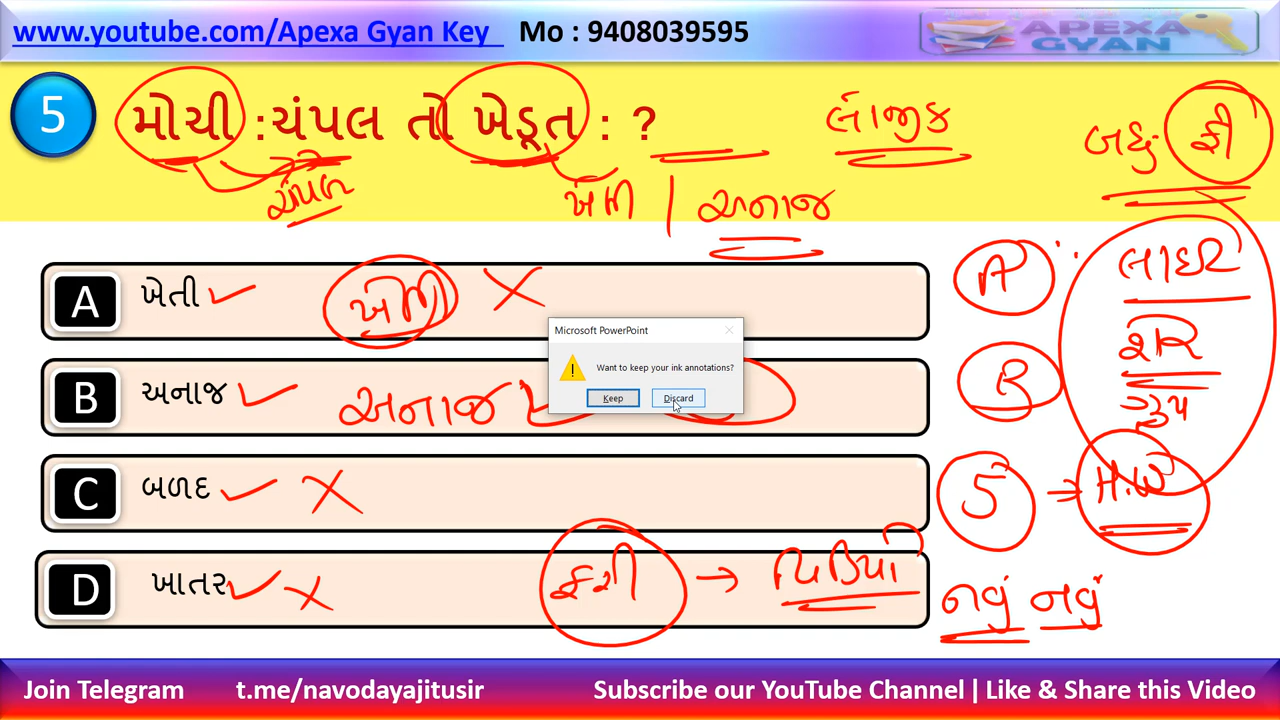 www.youtube.com/Apexa Gyan Key Mo : 9408039595
APEXA GYAN
5 મોચી :ચંપલ તો ખેડૂત : ?
લોજીક
બધુ ફ્રી
ચંપલ
ખેતી | અનાજ
A ખેતી ખેતી
A
B અનાજ અનાજ
B
C બળદ
5 ⇒ H.W
D ખાતર
નવું નવું
Microsoft PowerPoint
Want to keep your ink annotations?
Keep Discard
Join Telegram t.me/navodayajitusir Subscribe our YouTube Channel | Like & Share this Video